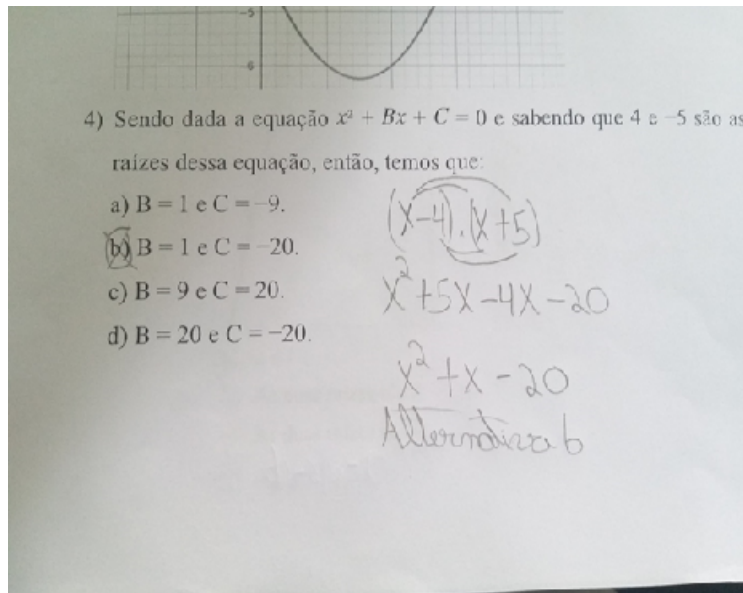 -5
4) Sendo dada a equação x² + Bx + C = 0 e sabendo que 4 e -5 são as
raízes dessa equação, então, temos que:
a) B = 1 e C = -9.
b) B = 1 e C = -20.
c) B = 9 e C = 20.
d) B = 20 e C = -20.
(x-4).(x+5)
x²+5x-4x-20
x²+x-20
Alternativa b